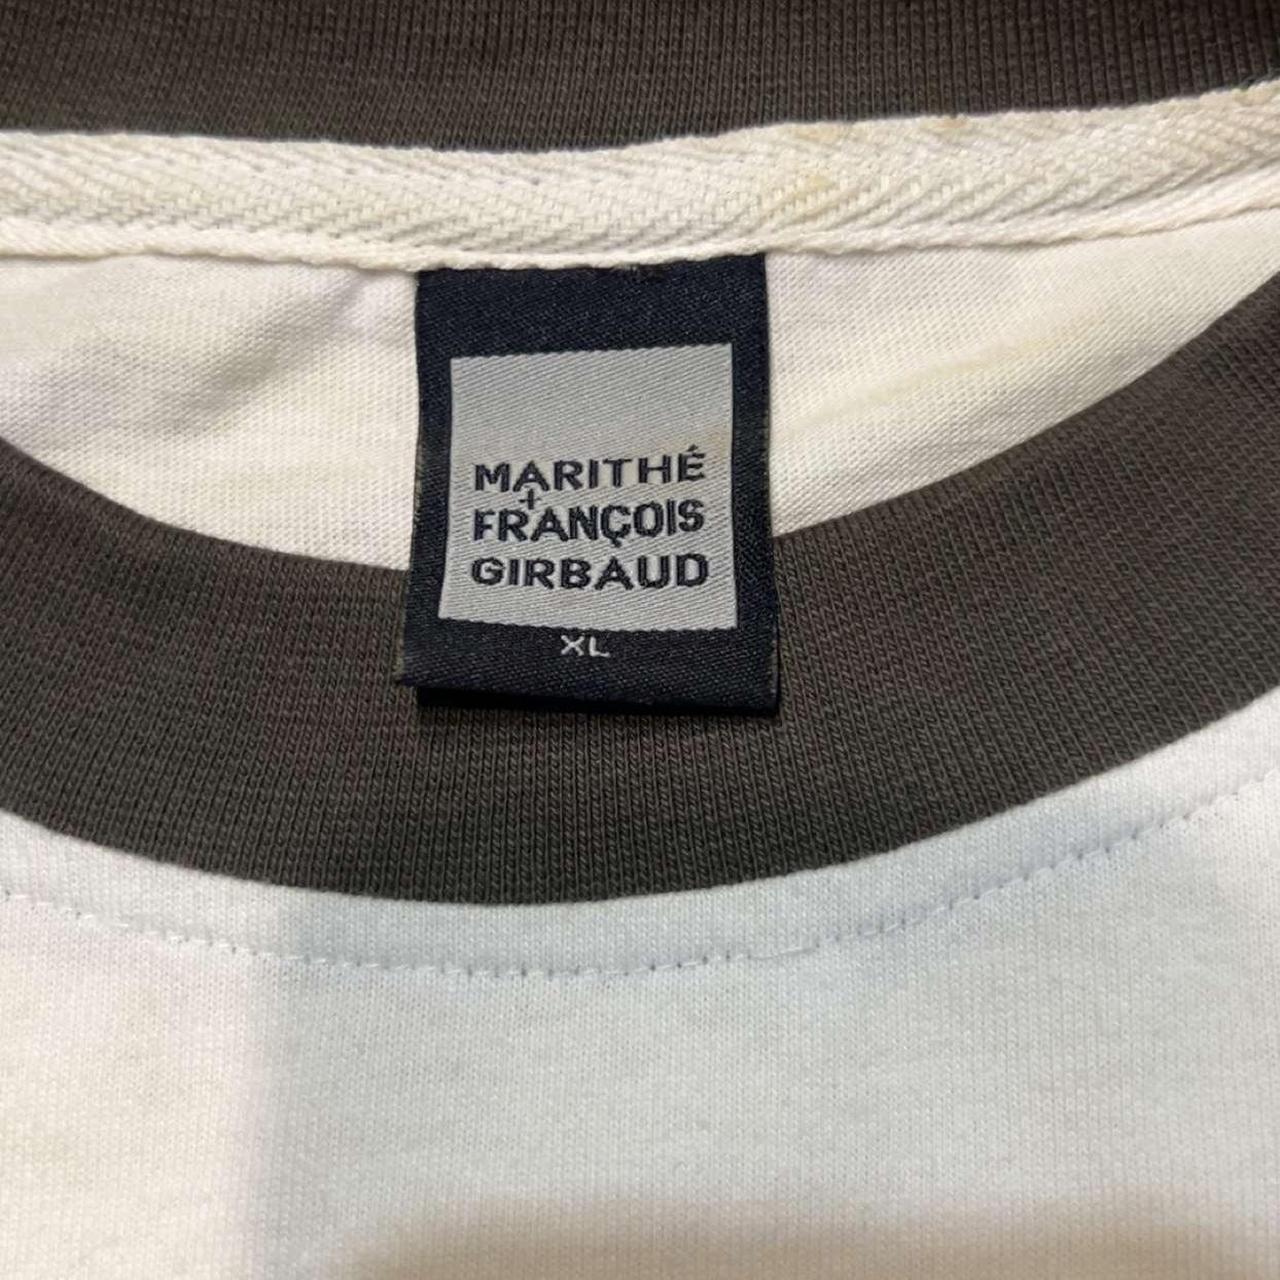 MARITHÉ
+
FRANÇOIS
GIRBAUD
XL